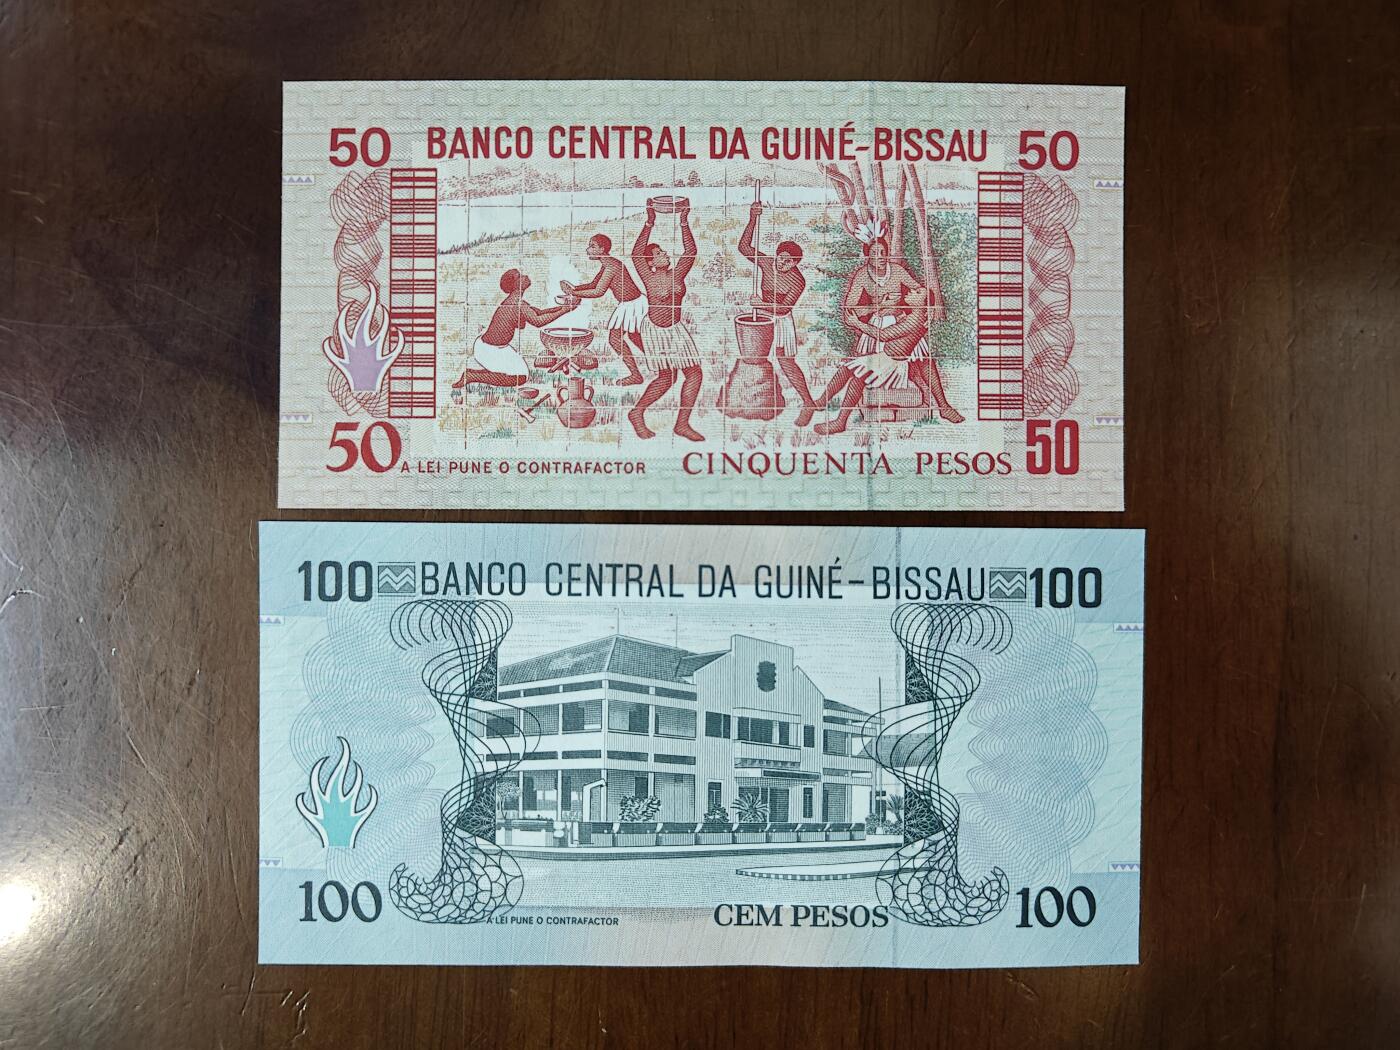 50 BANCO CENTRAL DA GUINÉ-BISSAU 50
50 A LEI PUNE O CONTRAFACTOR CINQUENTA PESOS 50
100 BANCO CENTRAL DA GUINÉ-BISSAU 100
100 A LEI PUNE O CONTRAFACTOR CEM PESOS 100